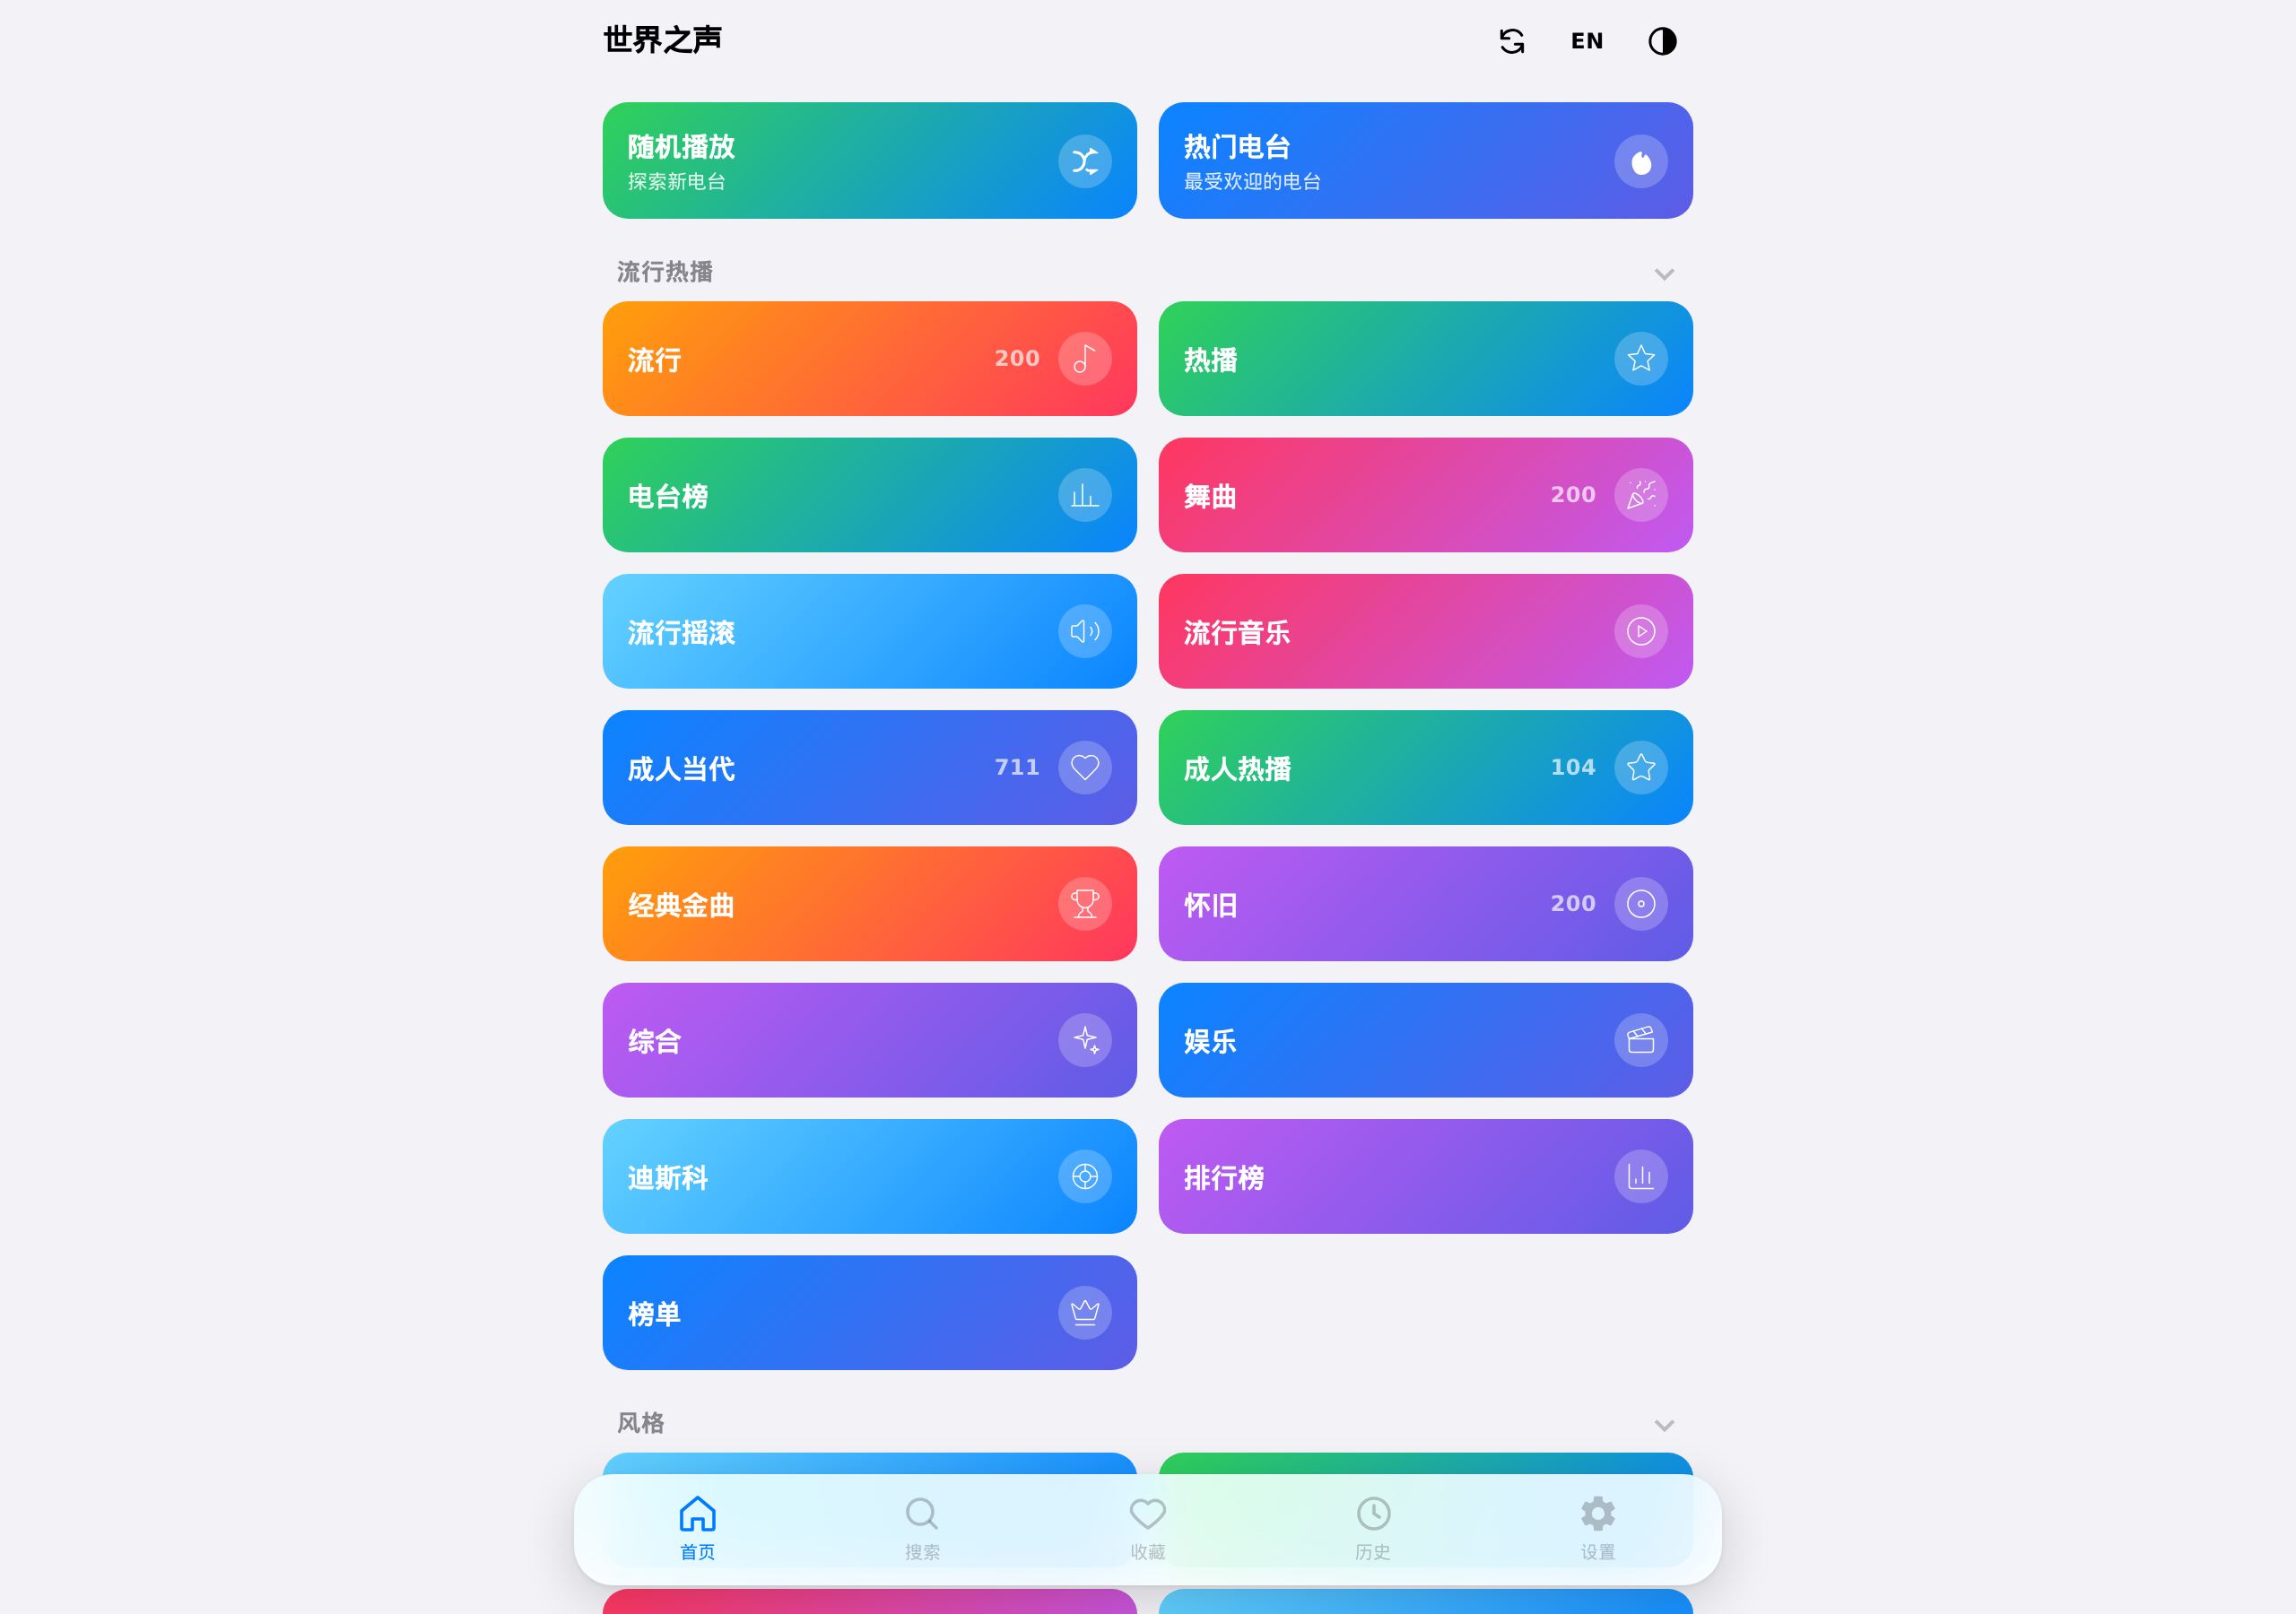 世界之声
EN
随机播放
探索新电台
热门电台
最受欢迎的电台
流行热播
流行
200
热播
电台榜
舞曲
200
流行摇滚
流行音乐
成人当代
711
成人热播
104
经典金曲
怀旧
200
综合
娱乐
迪斯科
排行榜
榜单
风格
首页
搜索
收藏
历史
设置